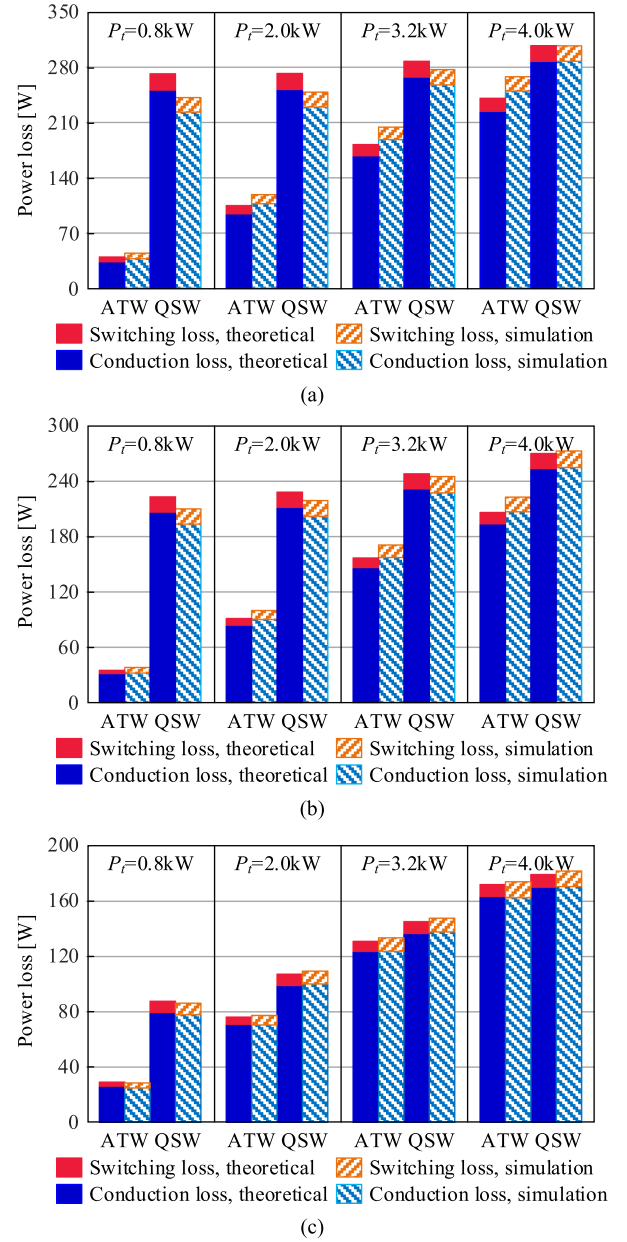 350
P_t=0.8kW P_t=2.0kW P_t=3.2kW P_t=4.0kW
280
210
140
70
0
Power loss [W]
ATW QSW ATW QSW ATW QSW ATW QSW
Switching loss, theoretical Switching loss, simulation
Conduction loss, theoretical Conduction loss, simulation
(a)
300
P_t=0.8kW P_t=2.0kW P_t=3.2kW P_t=4.0kW
240
180
120
60
0
Power loss [W]
ATW QSW ATW QSW ATW QSW ATW QSW
Switching loss, theoretical Switching loss, simulation
Conduction loss, theoretical Conduction loss, simulation
(b)
200
P_t=0.8kW P_t=2.0kW P_t=3.2kW P_t=4.0kW
160
120
80
40
0
Power loss [W]
ATW QSW ATW QSW ATW QSW ATW QSW
Switching loss, theoretical Switching loss, simulation
Conduction loss, theoretical Conduction loss, simulation
(c)